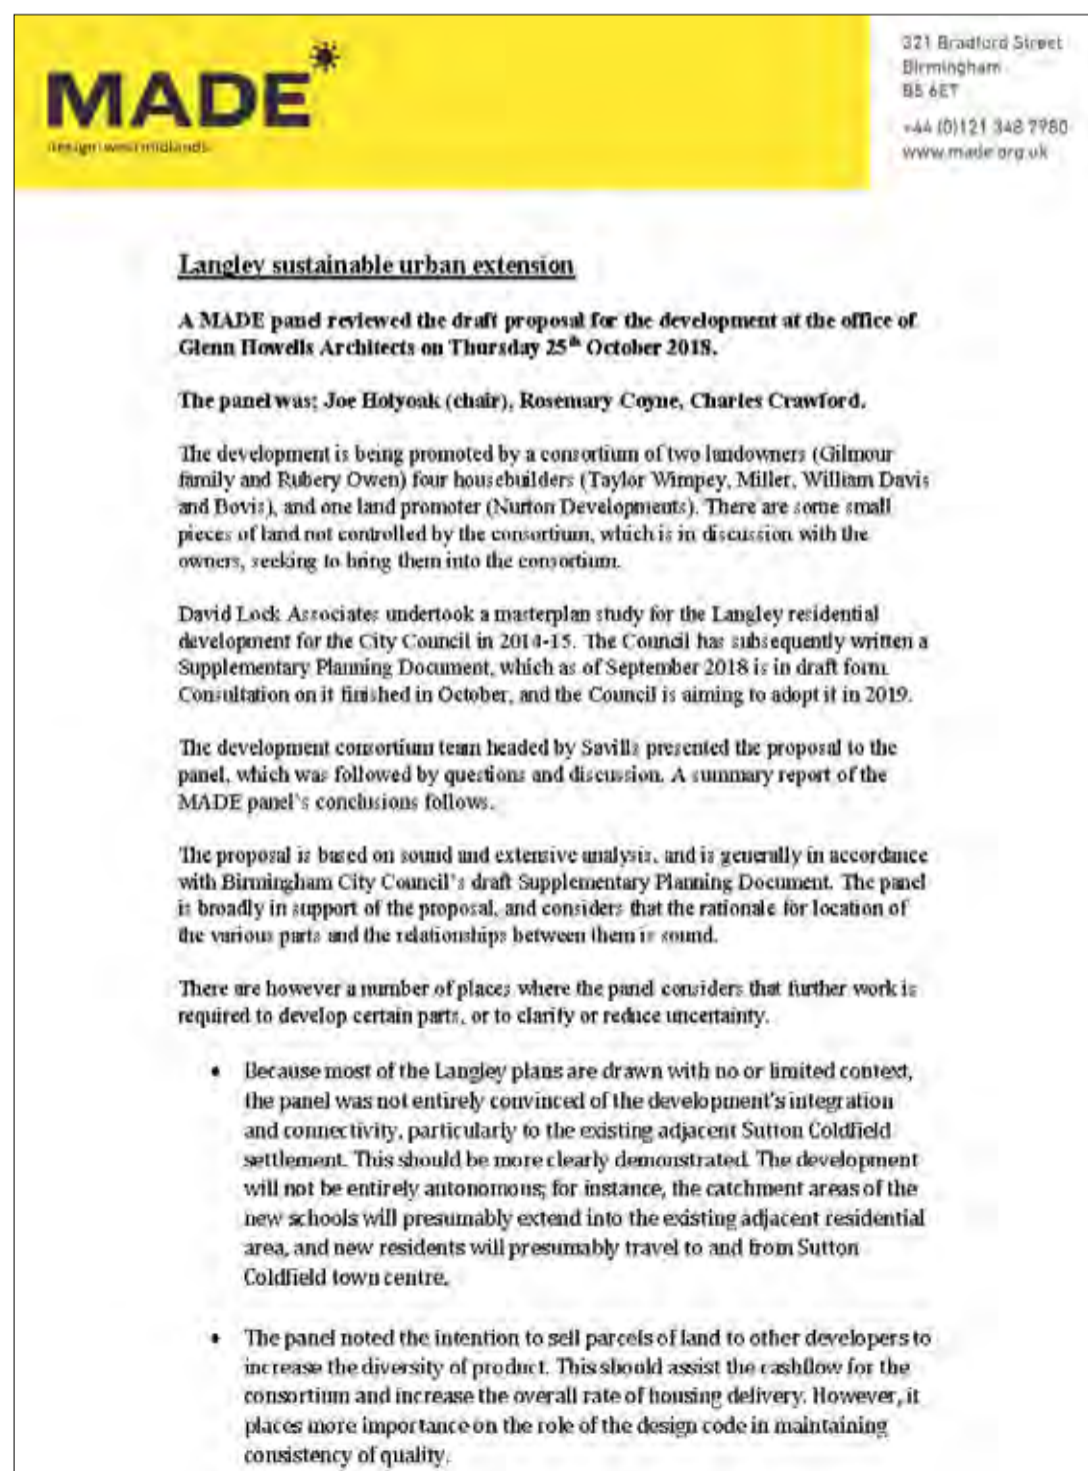 MADE
design:west midlands
321 Bradford Street
Birmingham
B5 6ET
+44 (0)121 348 7980
www.made.org.uk
Langley sustainable urban extension
A MADE panel reviewed the draft proposal for the development at the office of
Glenn Howells Architects on Thursday 25th October 2018.
The panel was: Joe Holyoak (chair), Rosemary Coyne, Charles Crawford.
The development is being promoted by a consortium of two landowners (Gilmour
family and Rubery Owen) four housebuilders (Taylor Wimpey, Miller, William Davis
and Bovis), and one land promoter (Nurton Developments). There are some small
pieces of land not controlled by the consortium, which is in discussion with the
owners, seeking to bring them into the consortium.
David Lock Associates undertook a masterplan study for the Langley residential
development for the City Council in 2014-15. The Council has subsequently written a
Supplementary Planning Document, which as of September 2018 is in draft form.
Consultation on it finished in October, and the Council is aiming to adopt it in 2019.
The development consortium team headed by Savills presented the proposal to the
panel, which was followed by questions and discussion. A summary report of the
MADE panel's conclusions follows.
The proposal is based on sound and extensive analysis, and is generally in accordance
with Birmingham City Council's draft Supplementary Planning Document. The panel
is broadly in support of the proposal, and considers that the rationale for location of
the various parts and the relationships between them is sound.
There are however a number of places where the panel considers that further work is
required to develop certain parts, or to clarify or reduce uncertainty.
• Because most of the Langley plans are drawn with no or limited context,
the panel was not entirely convinced of the development's integration
and connectivity, particularly to the existing adjacent Sutton Coldfield
settlement. This should be more clearly demonstrated. The development
will not be entirely autonomous; for instance, the catchment areas of the
new schools will presumably extend into the existing adjacent residential
area, and new residents will presumably travel to and from Sutton
Coldfield town centre.
• The panel noted the intention to sell parcels of land to other developers to
increase the diversity of product. This should assist the cashflow for the
consortium and increase the overall rate of housing delivery. However, it
places more importance on the role of the design code in maintaining
consistency of quality.